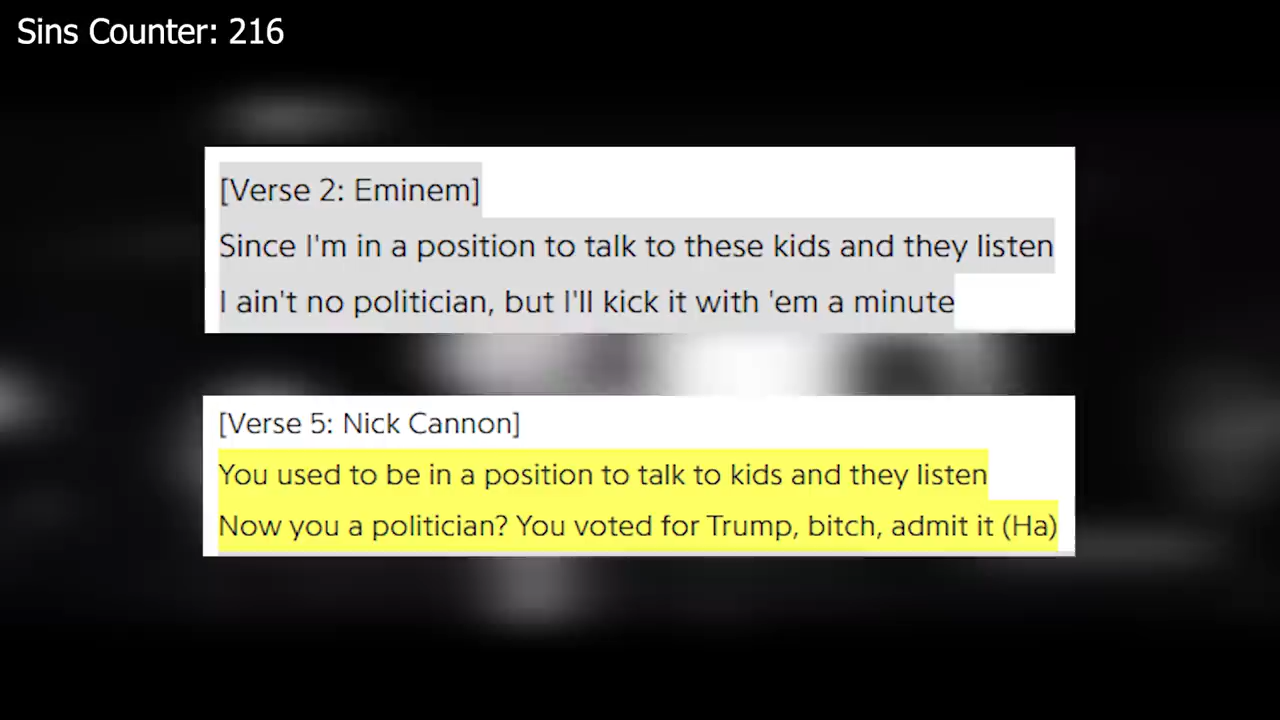 Sins Counter: 216
[Verse 2: Eminem]
Since I'm in a position to talk to these kids and they listen
I ain't no politician, but I'll kick it with 'em a minute
[Verse 5: Nick Cannon]
You used to be in a position to talk to kids and they listen
Now you a politician? You voted for Trump, bitch, admit it (Ha)